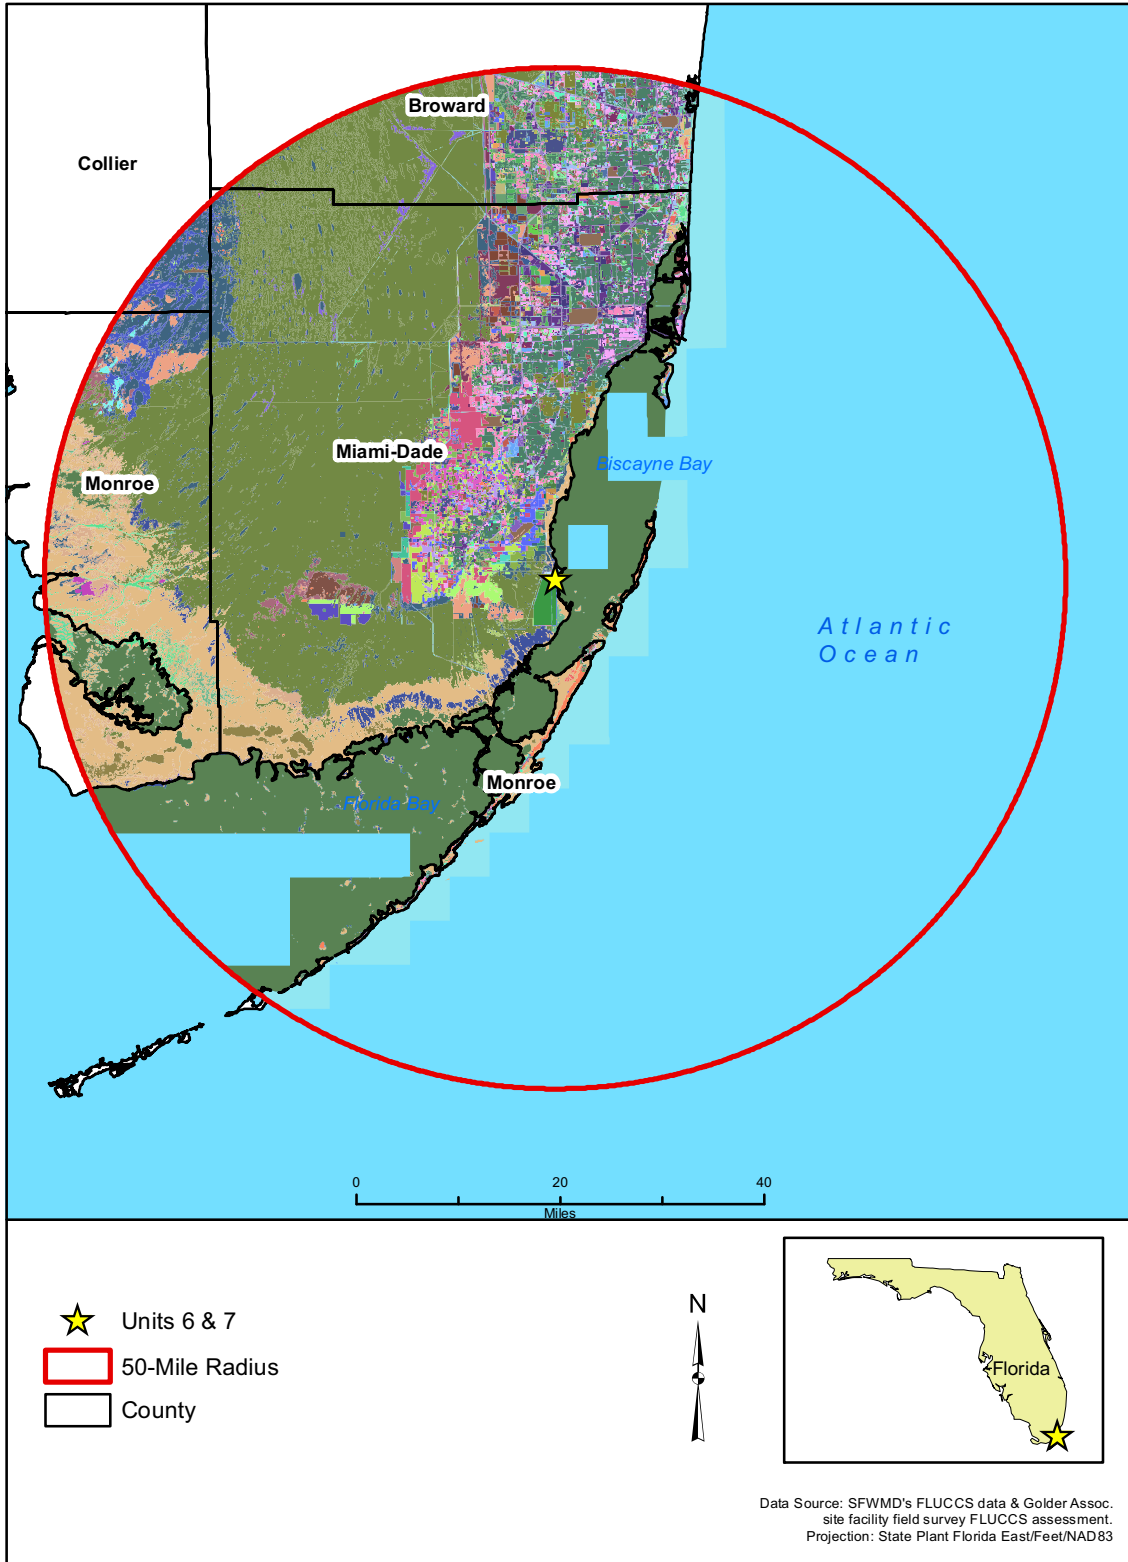 Broward
Collier
Miami-Dade
Biscayne Bay
Monroe
Atlantic
Ocean
Monroe
Florida Bay
0 20 40
Miles
Units 6 & 7
50-Mile Radius
County
N
Florida
Data Source: SFWMD's FLUCCS data & Golder Assoc.
site facility field survey FLUCCS assessment.
Projection: State Plant Florida East/Feet/NAD83